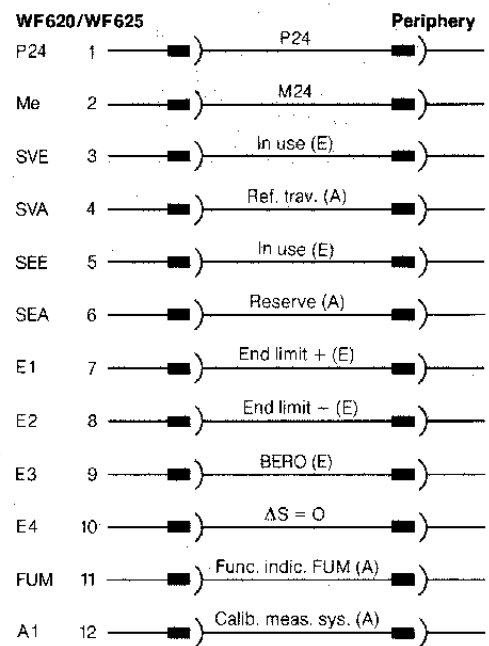 WF620/WF625 Periphery
P24 1 P24
Me 2 M24
SVE 3 In use (E)
SVA 4 Ref. trav. (A)
SEE 5 In use (E)
SEA 6 Reserve (A)
E1 7 End limit + (E)
E2 8 End limit − (E)
E3 9 BERO (E)
E4 10 ΔS = O
FUM 11 Func. indic. FUM (A)
A1 12 Calib. meas. sys. (A)